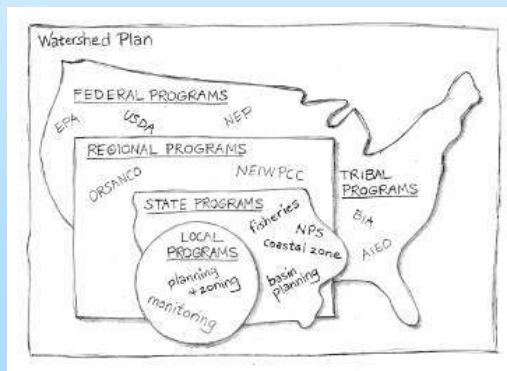 Watershed Plan
FEDERAL PROGRAMS
EPA
USDA
NEP
REGIONAL PROGRAMS
ORSANCO
NEIWPCC
TRIBAL
PROGRAMS
BIA
AIEO
STATE PROGRAMS
fisheries
NPS
coastal zone
basin
planning
LOCAL
PROGRAMS
planning
+ zoning
monitoring